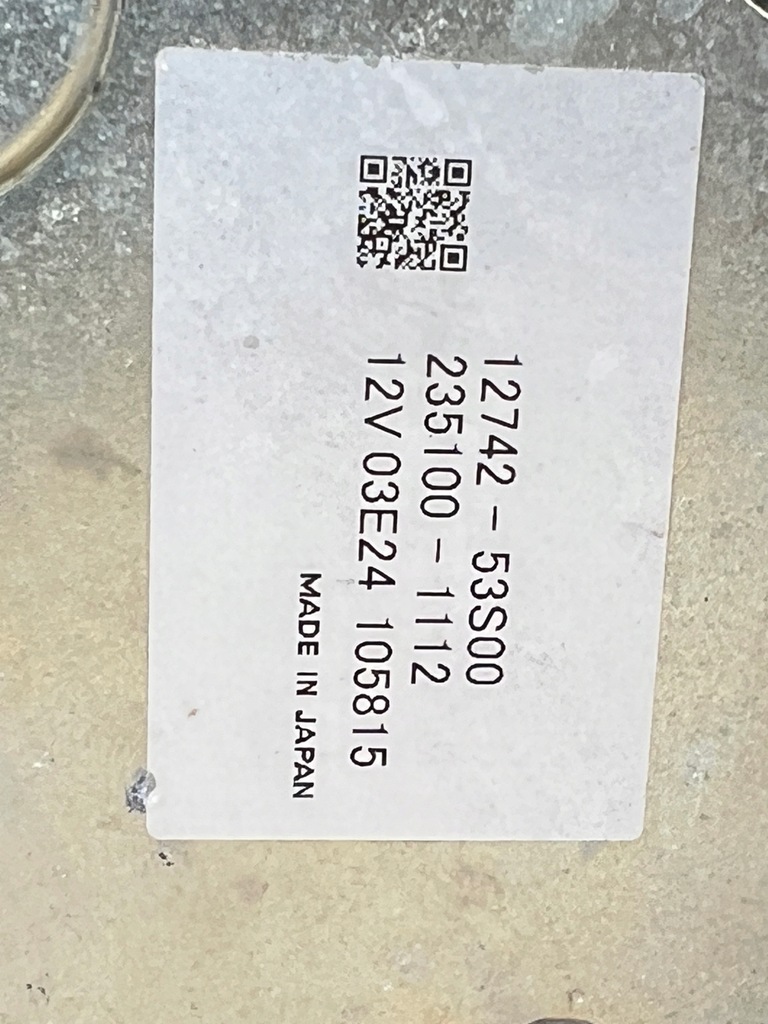 12742-53S00
235100-1112
12V 03E24 105815
MADE IN JAPAN